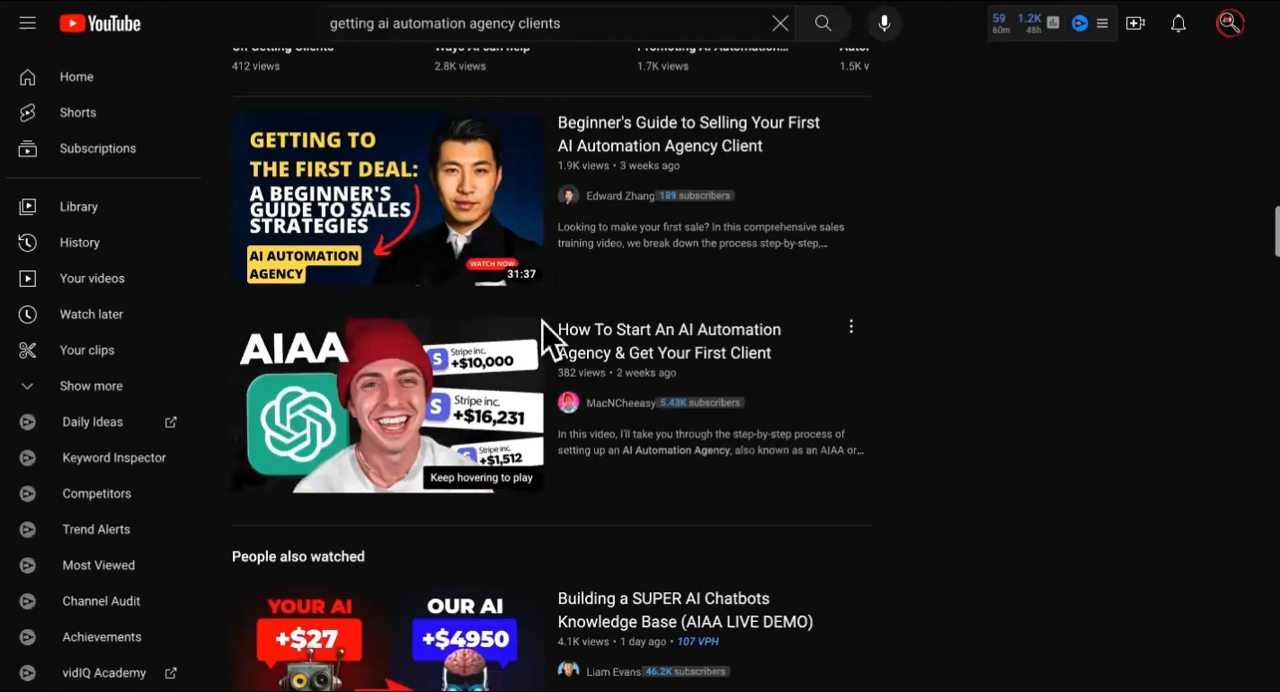 YouTube
getting ai automation agency clients
59
60m
1.2K
48h
Home
Shorts
Subscriptions
Library
History
Your videos
Watch later
Your clips
Show more
Daily Ideas
Keyword Inspector
Competitors
Trend Alerts
Most Viewed
Channel Audit
Achievements
vidIQ Academy
On Getting Clients
412 views
Ways AI can help
2.8K views
Promoting AI Automation...
1.7K views
1.5K v
GETTING TO
THE FIRST DEAL:
A BEGINNER'S
GUIDE TO SALES
STRATEGIES
AI AUTOMATION
AGENCY
WATCH NOW
31:37
Beginner's Guide to Selling Your First
AI Automation Agency Client
1.9K views • 3 weeks ago
Edward Zhang 189 subscribers
Looking to make your first sale? In this comprehensive sales
training video, we break down the process step-by-step,...
AIAA
S Stripe inc.
+$10,000
S Stripe inc.
+$16,231
Stripe inc.
+$1,512
Keep hovering to play
How To Start An AI Automation
Agency & Get Your First Client
382 views • 2 weeks ago
MacNCheeasy 5.43K subscribers
In this video, I'll take you through the step-by-step process of
setting up an AI Automation Agency, also known as an AIAA or...
People also watched
YOUR AI
+$27
OUR AI
+$4950
Building a SUPER AI Chatbots
Knowledge Base (AIAA LIVE DEMO)
4.1K views • 1 day ago • 107 VPH
Liam Evans 46.2K subscribers